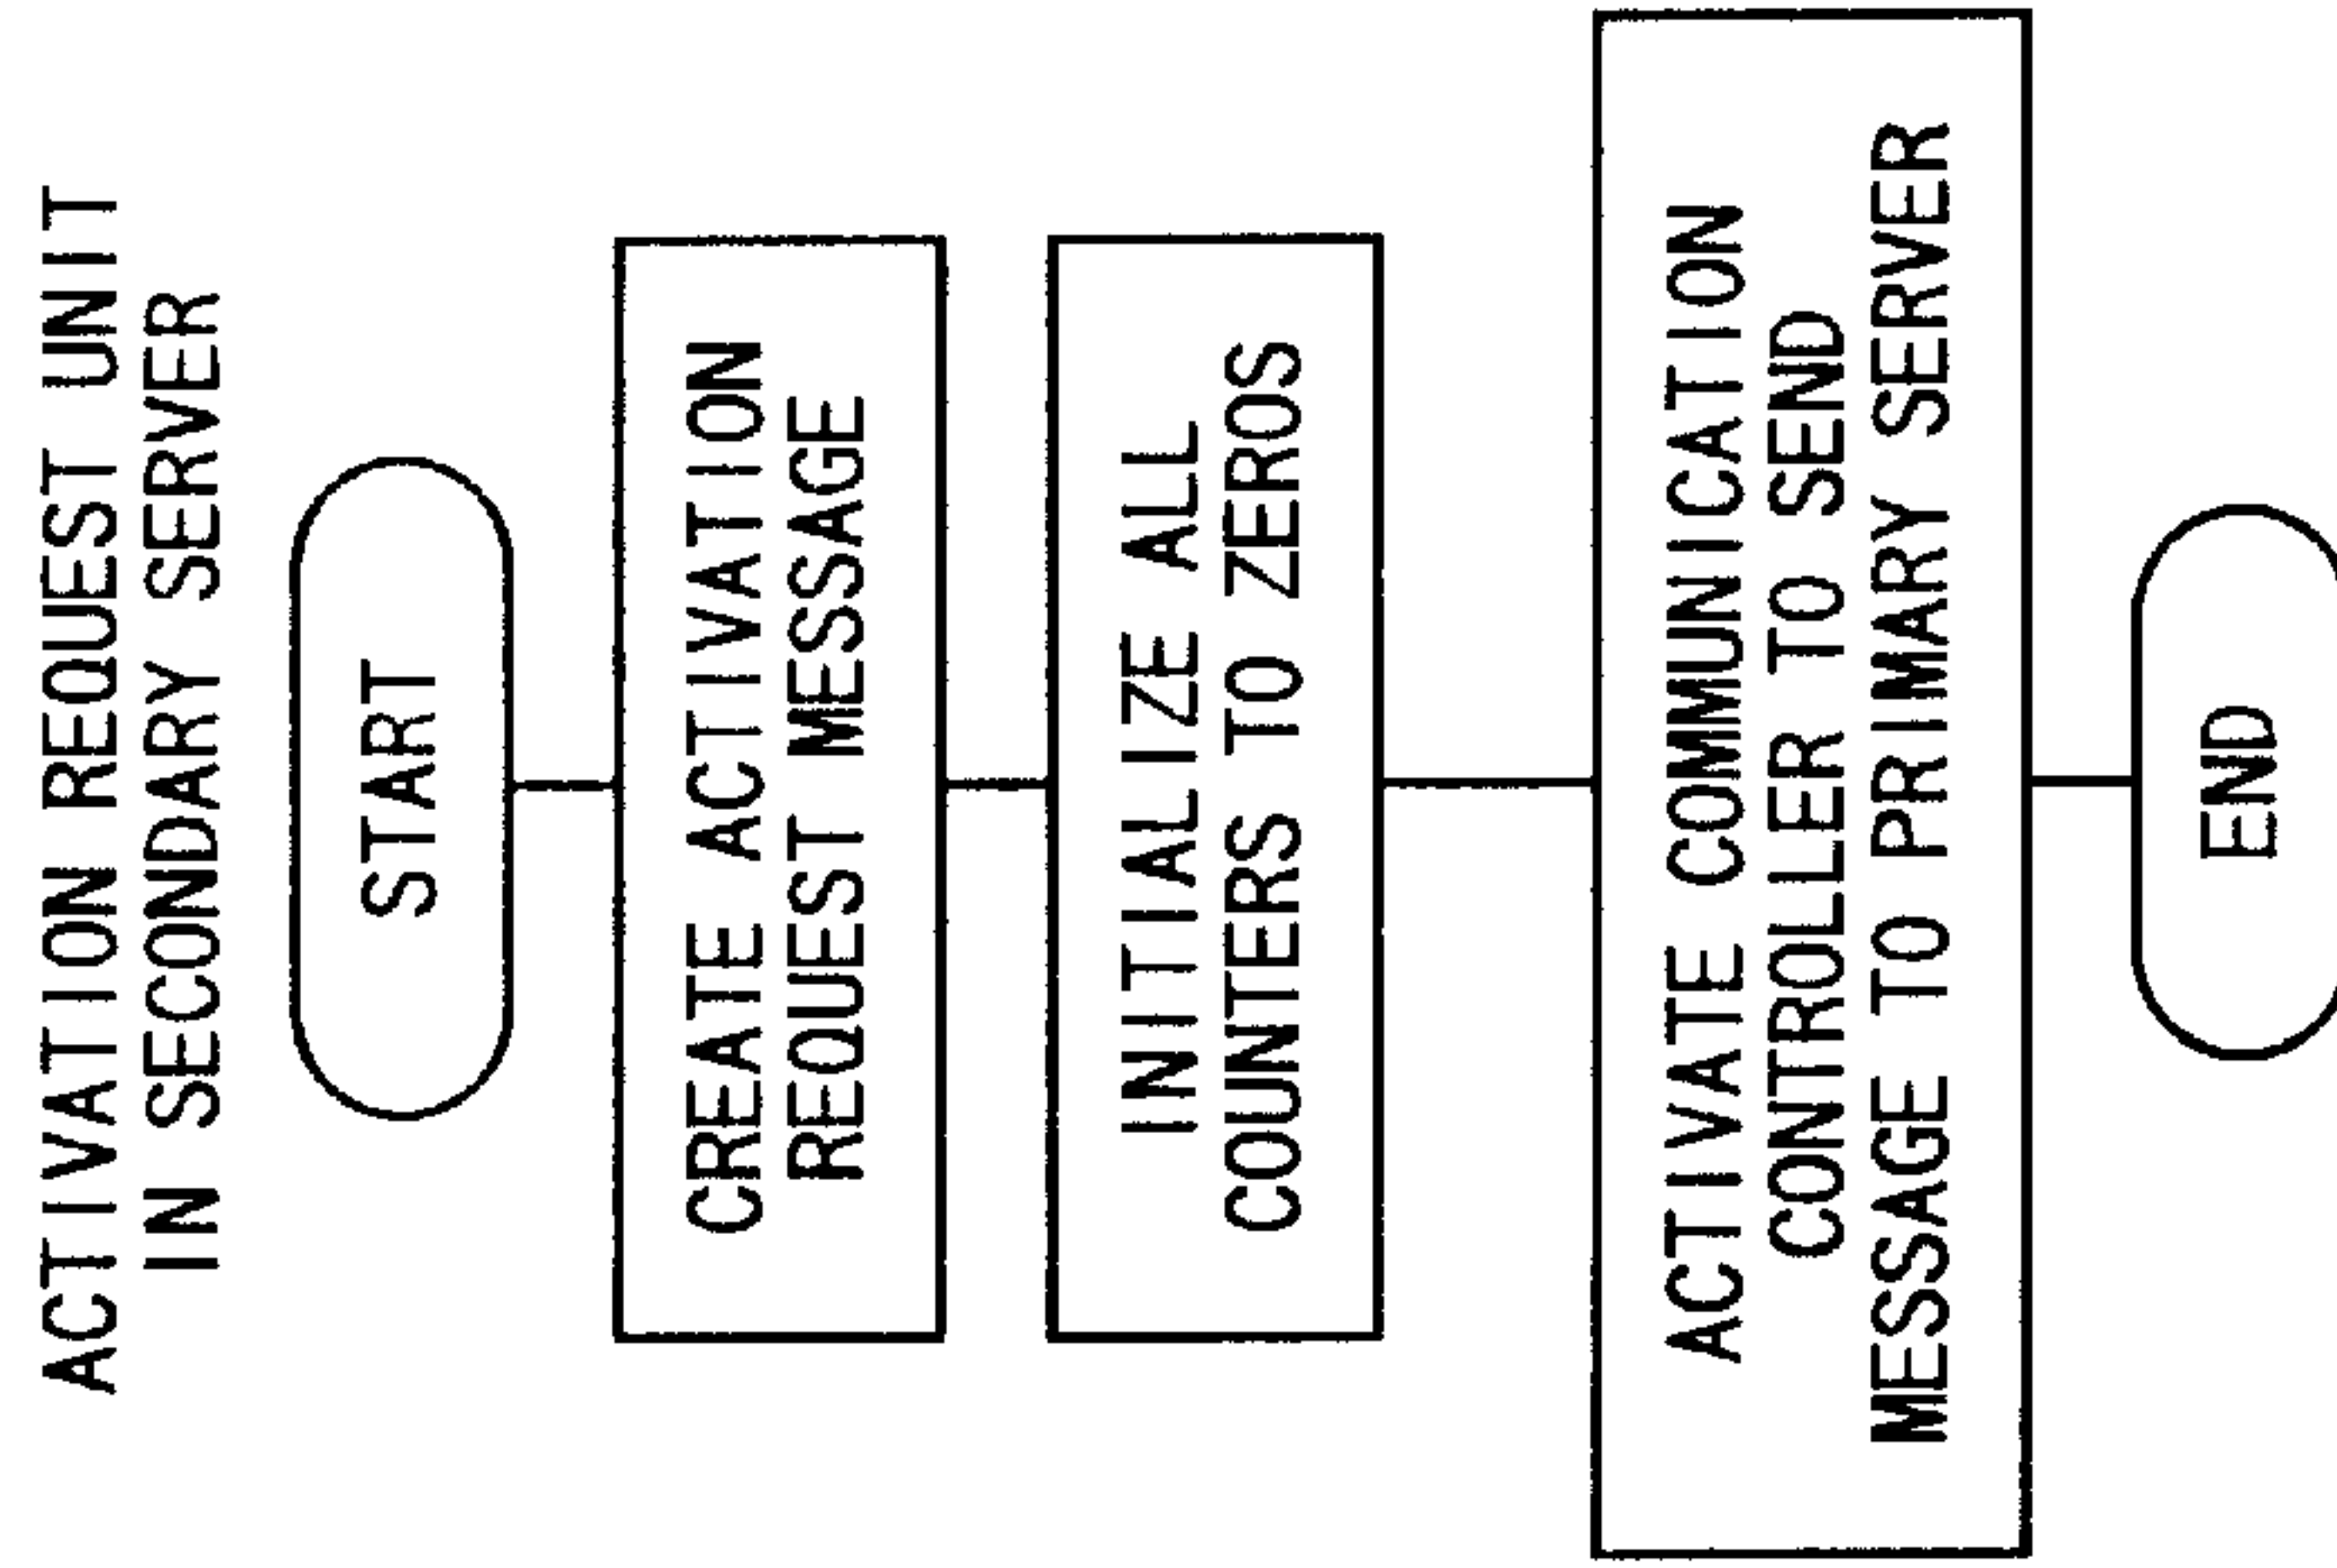 ACTIVATION REQUEST UNIT
IN SECONDARY SERVER
START
CREATE ACTIVATION
REQUEST MESSAGE
INITIALIZE ALL
COUNTERS TO ZEROS
ACTIVATE COMMUNICATION
CONTROLLER TO SEND
MESSAGE TO PRIMARY SERVER
END